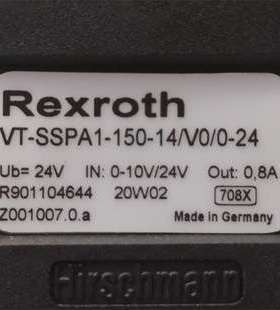 Rexroth
VT-SSPA1-150-14/V0/0-24
Ub= 24V IN: 0-10V/24V Out: 0,8A
R901104644 20W02 708X
Z001007.0.a Made in Germany
Hirschmann